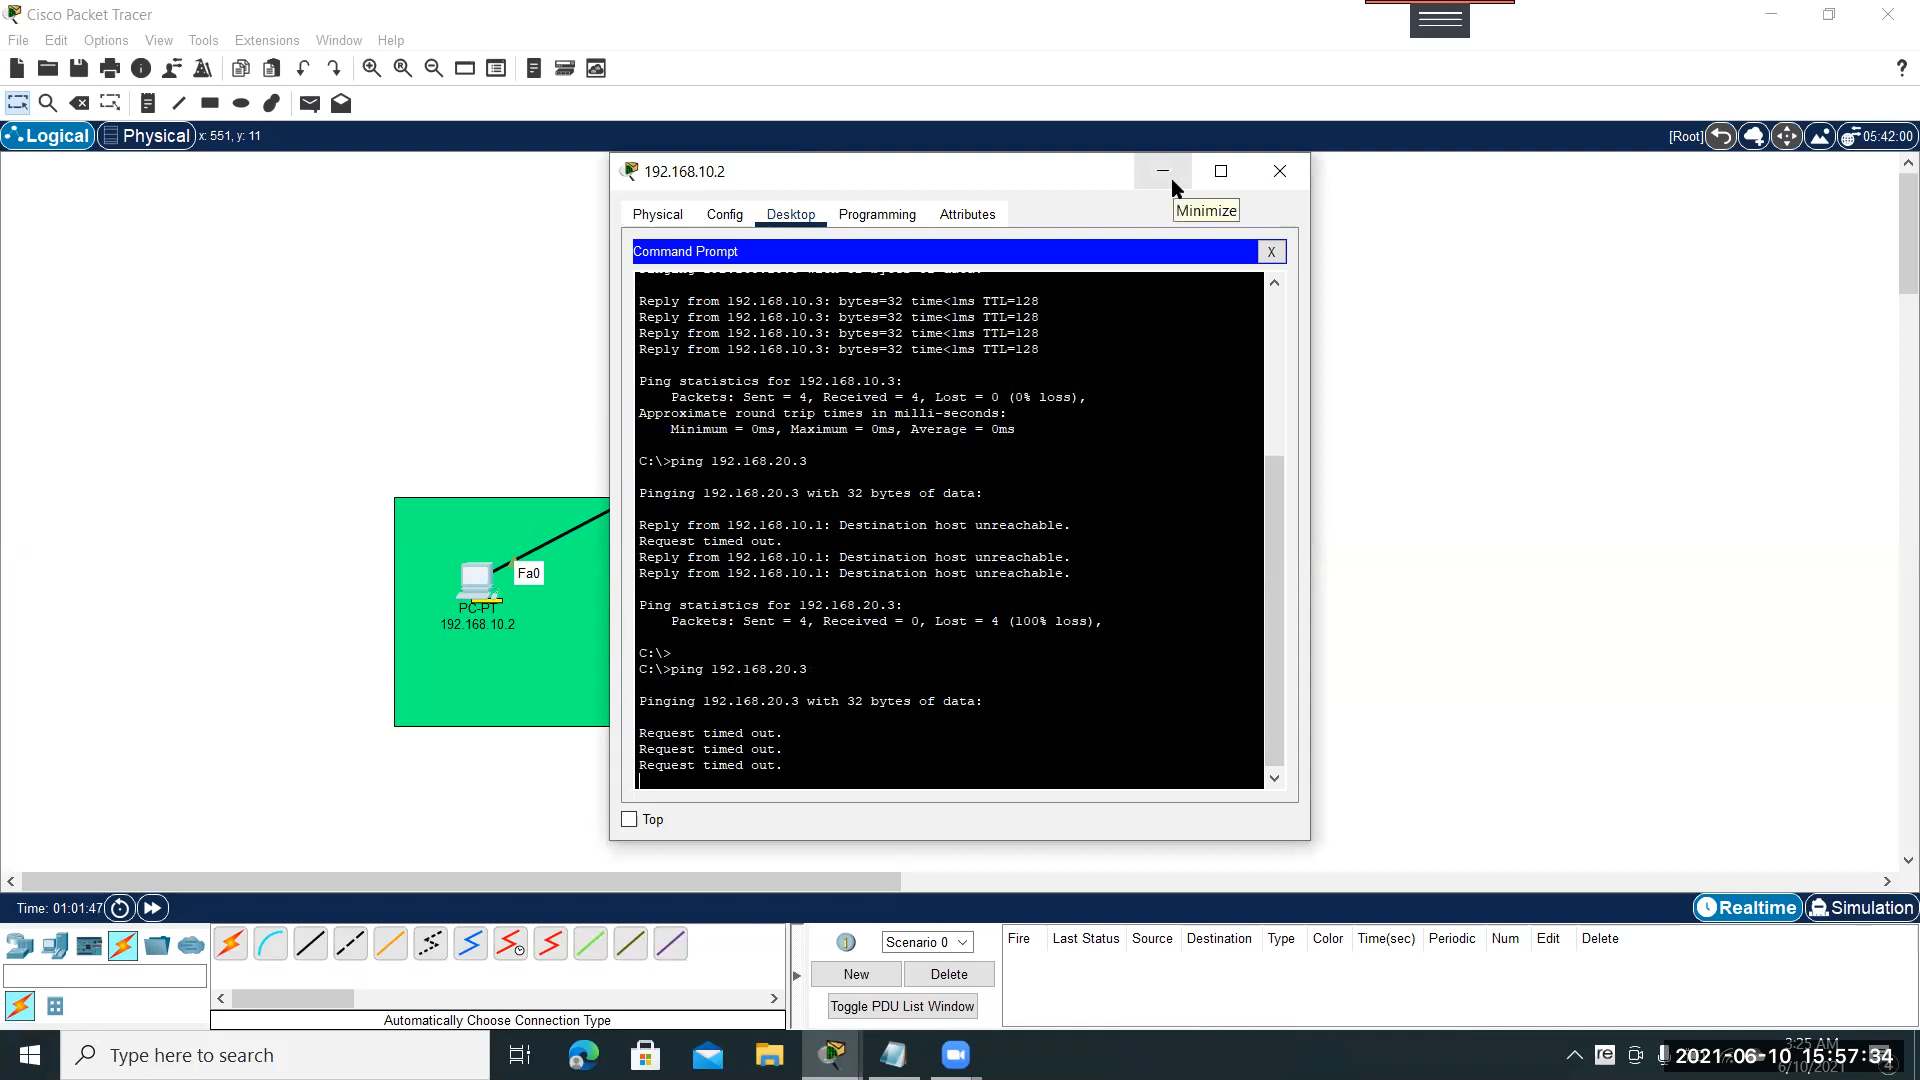 Cisco Packet Tracer
File Edit Options View Tools Extensions Window Help
?
Logical Physical x: 551, y: 11 [Root] 05:42:00
192.168.10.2
Minimize
Physical Config Desktop Programming Attributes
Command Prompt X
Reply from 192.168.10.3: bytes=32 time<1ms TTL=128
Reply from 192.168.10.3: bytes=32 time<1ms TTL=128
Reply from 192.168.10.3: bytes=32 time<1ms TTL=128
Reply from 192.168.10.3: bytes=32 time<1ms TTL=128
Ping statistics for 192.168.10.3:
Packets: Sent = 4, Received = 4, Lost = 0 (0% loss),
Approximate round trip times in milli-seconds:
Minimum = 0ms, Maximum = 0ms, Average = 0ms
C:\>ping 192.168.20.3
Pinging 192.168.20.3 with 32 bytes of data:
Reply from 192.168.10.1: Destination host unreachable.
Request timed out.
Reply from 192.168.10.1: Destination host unreachable.
Reply from 192.168.10.1: Destination host unreachable.
Ping statistics for 192.168.20.3:
Packets: Sent = 4, Received = 0, Lost = 4 (100% loss),
C:\>
C:\>ping 192.168.20.3
Pinging 192.168.20.3 with 32 bytes of data:
Request timed out.
Request timed out.
Request timed out.
Top
Fa0
PC-PT
192.168.10.2
Time: 01:01:47 Realtime Simulation
Scenario 0
New Delete
Toggle PDU List Window
Fire Last Status Source Destination Type Color Time(sec) Periodic Num Edit Delete
Automatically Choose Connection Type
Type here to search
re
3:25 AM
2021-06-10 15:57:34
6/10/2021
4